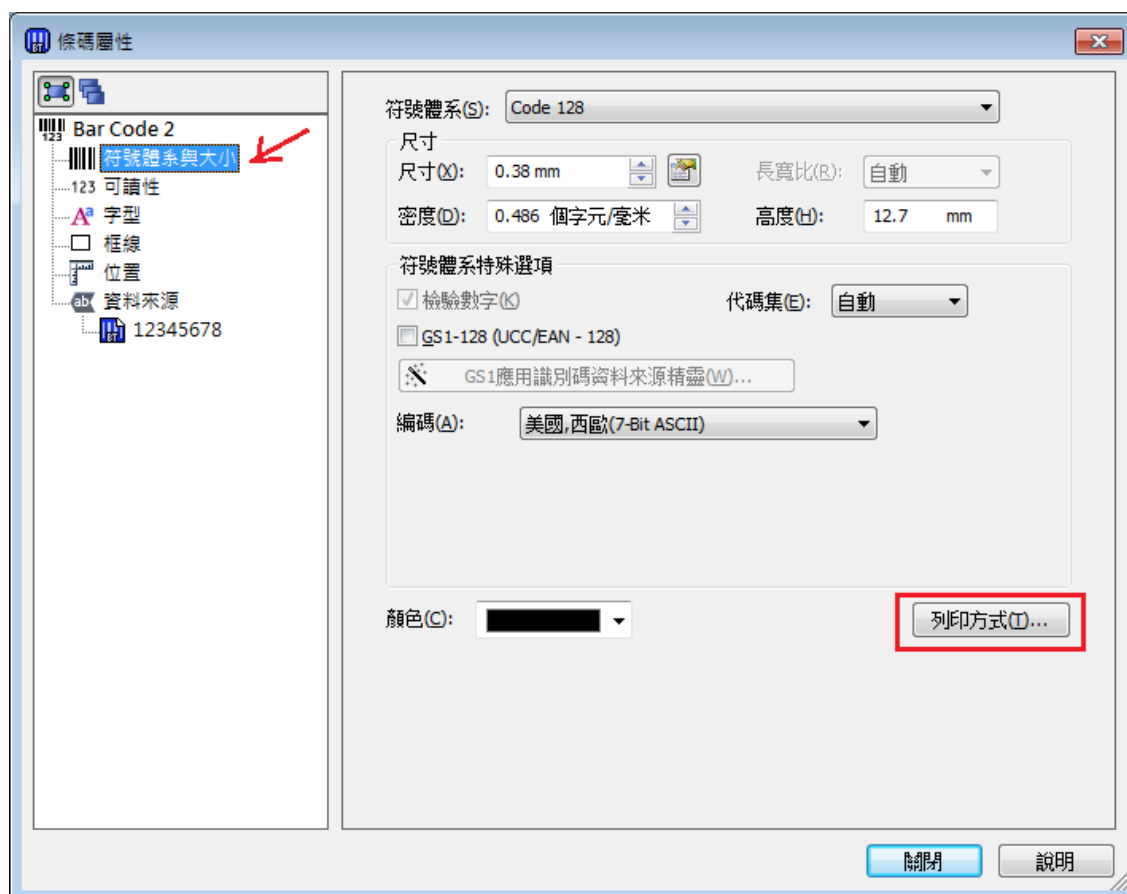 條碼屬性
Bar Code 2
符號體系與大小
123 可讀性
字型
框線
位置
資料來源
12345678
符號體系(S): Code 128
尺寸
尺寸(X): 0.38 mm 長寬比(R): 自動
密度(D): 0.486 個字元/毫米 高度(H): 12.7 mm
符號體系特殊選項
檢驗數字(K) 代碼集(E): 自動
GS1-128 (UCC/EAN - 128)
GS1應用識別碼資料來源精靈(W)...
編碼(A): 美國,西歐(7-Bit ASCII)
顏色(C): 列印方式(T)...
關閉 說明